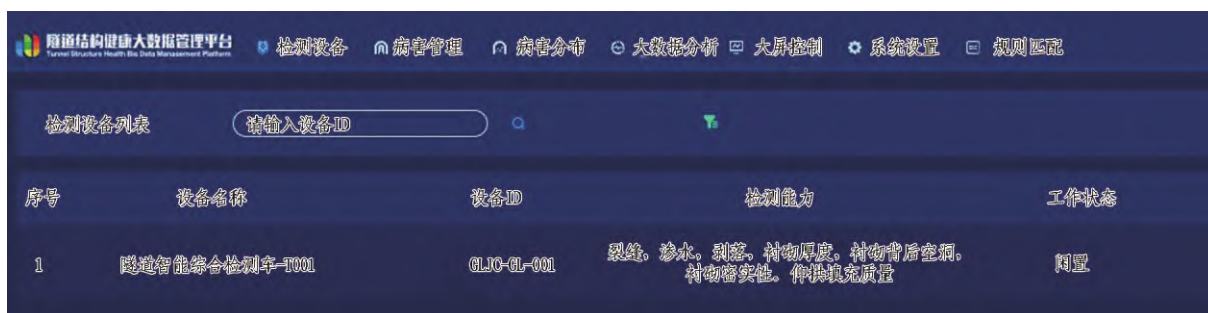 隧道结构健康大数据管理平台
Tunnel Structure Health Big Data Management Platform
检测设备 病害管理 病害分布 大数据分析 大屏控制 系统设置 规则匹配
检测设备列表 请输入设备ID
序号 设备名称 设备ID 检测能力 工作状态
1 隧道智能综合检测车-T001 GLJC-GL-001 裂缝,渗水,剥落,衬砌厚度,衬砌背后空洞,
衬砌密实性。仰拱填充质量 闲置